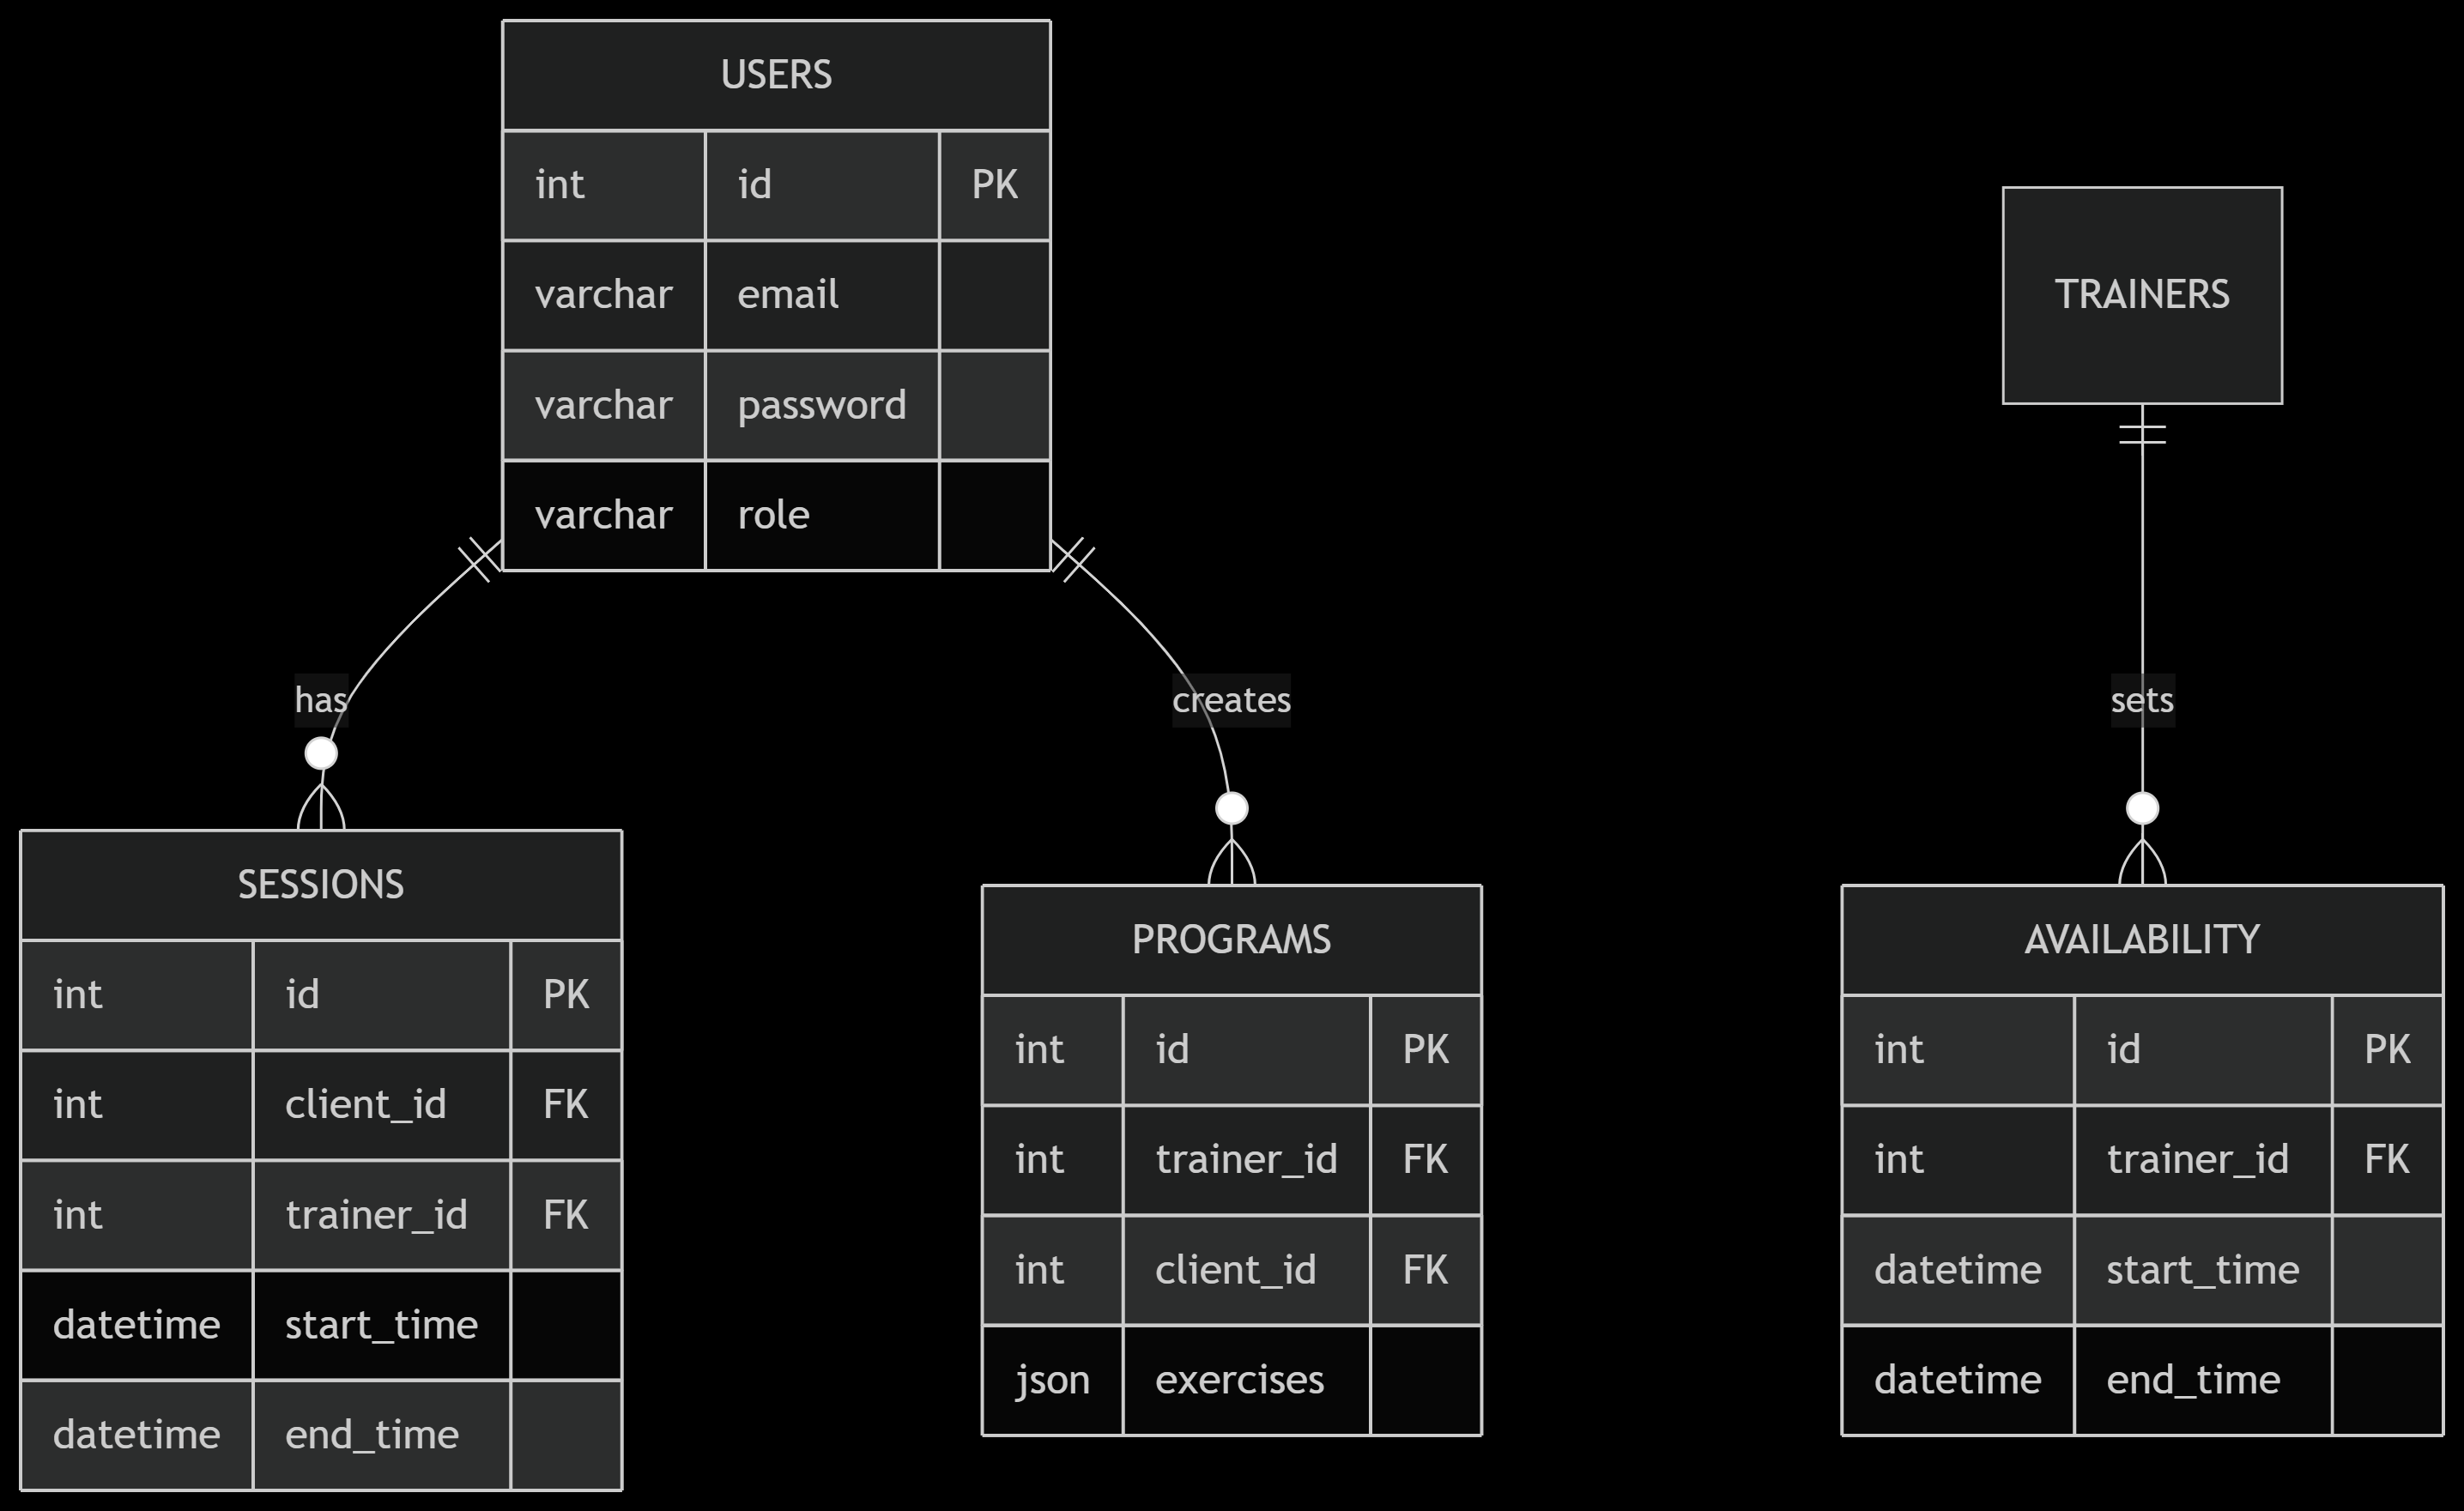 USERS
int id PK
varchar email
varchar password
varchar role
TRAINERS
has
creates
sets
SESSIONS
int id PK
int client_id FK
int trainer_id FK
datetime start_time
datetime end_time
PROGRAMS
int id PK
int trainer_id FK
int client_id FK
json exercises
AVAILABILITY
int id PK
int trainer_id FK
datetime start_time
datetime end_time